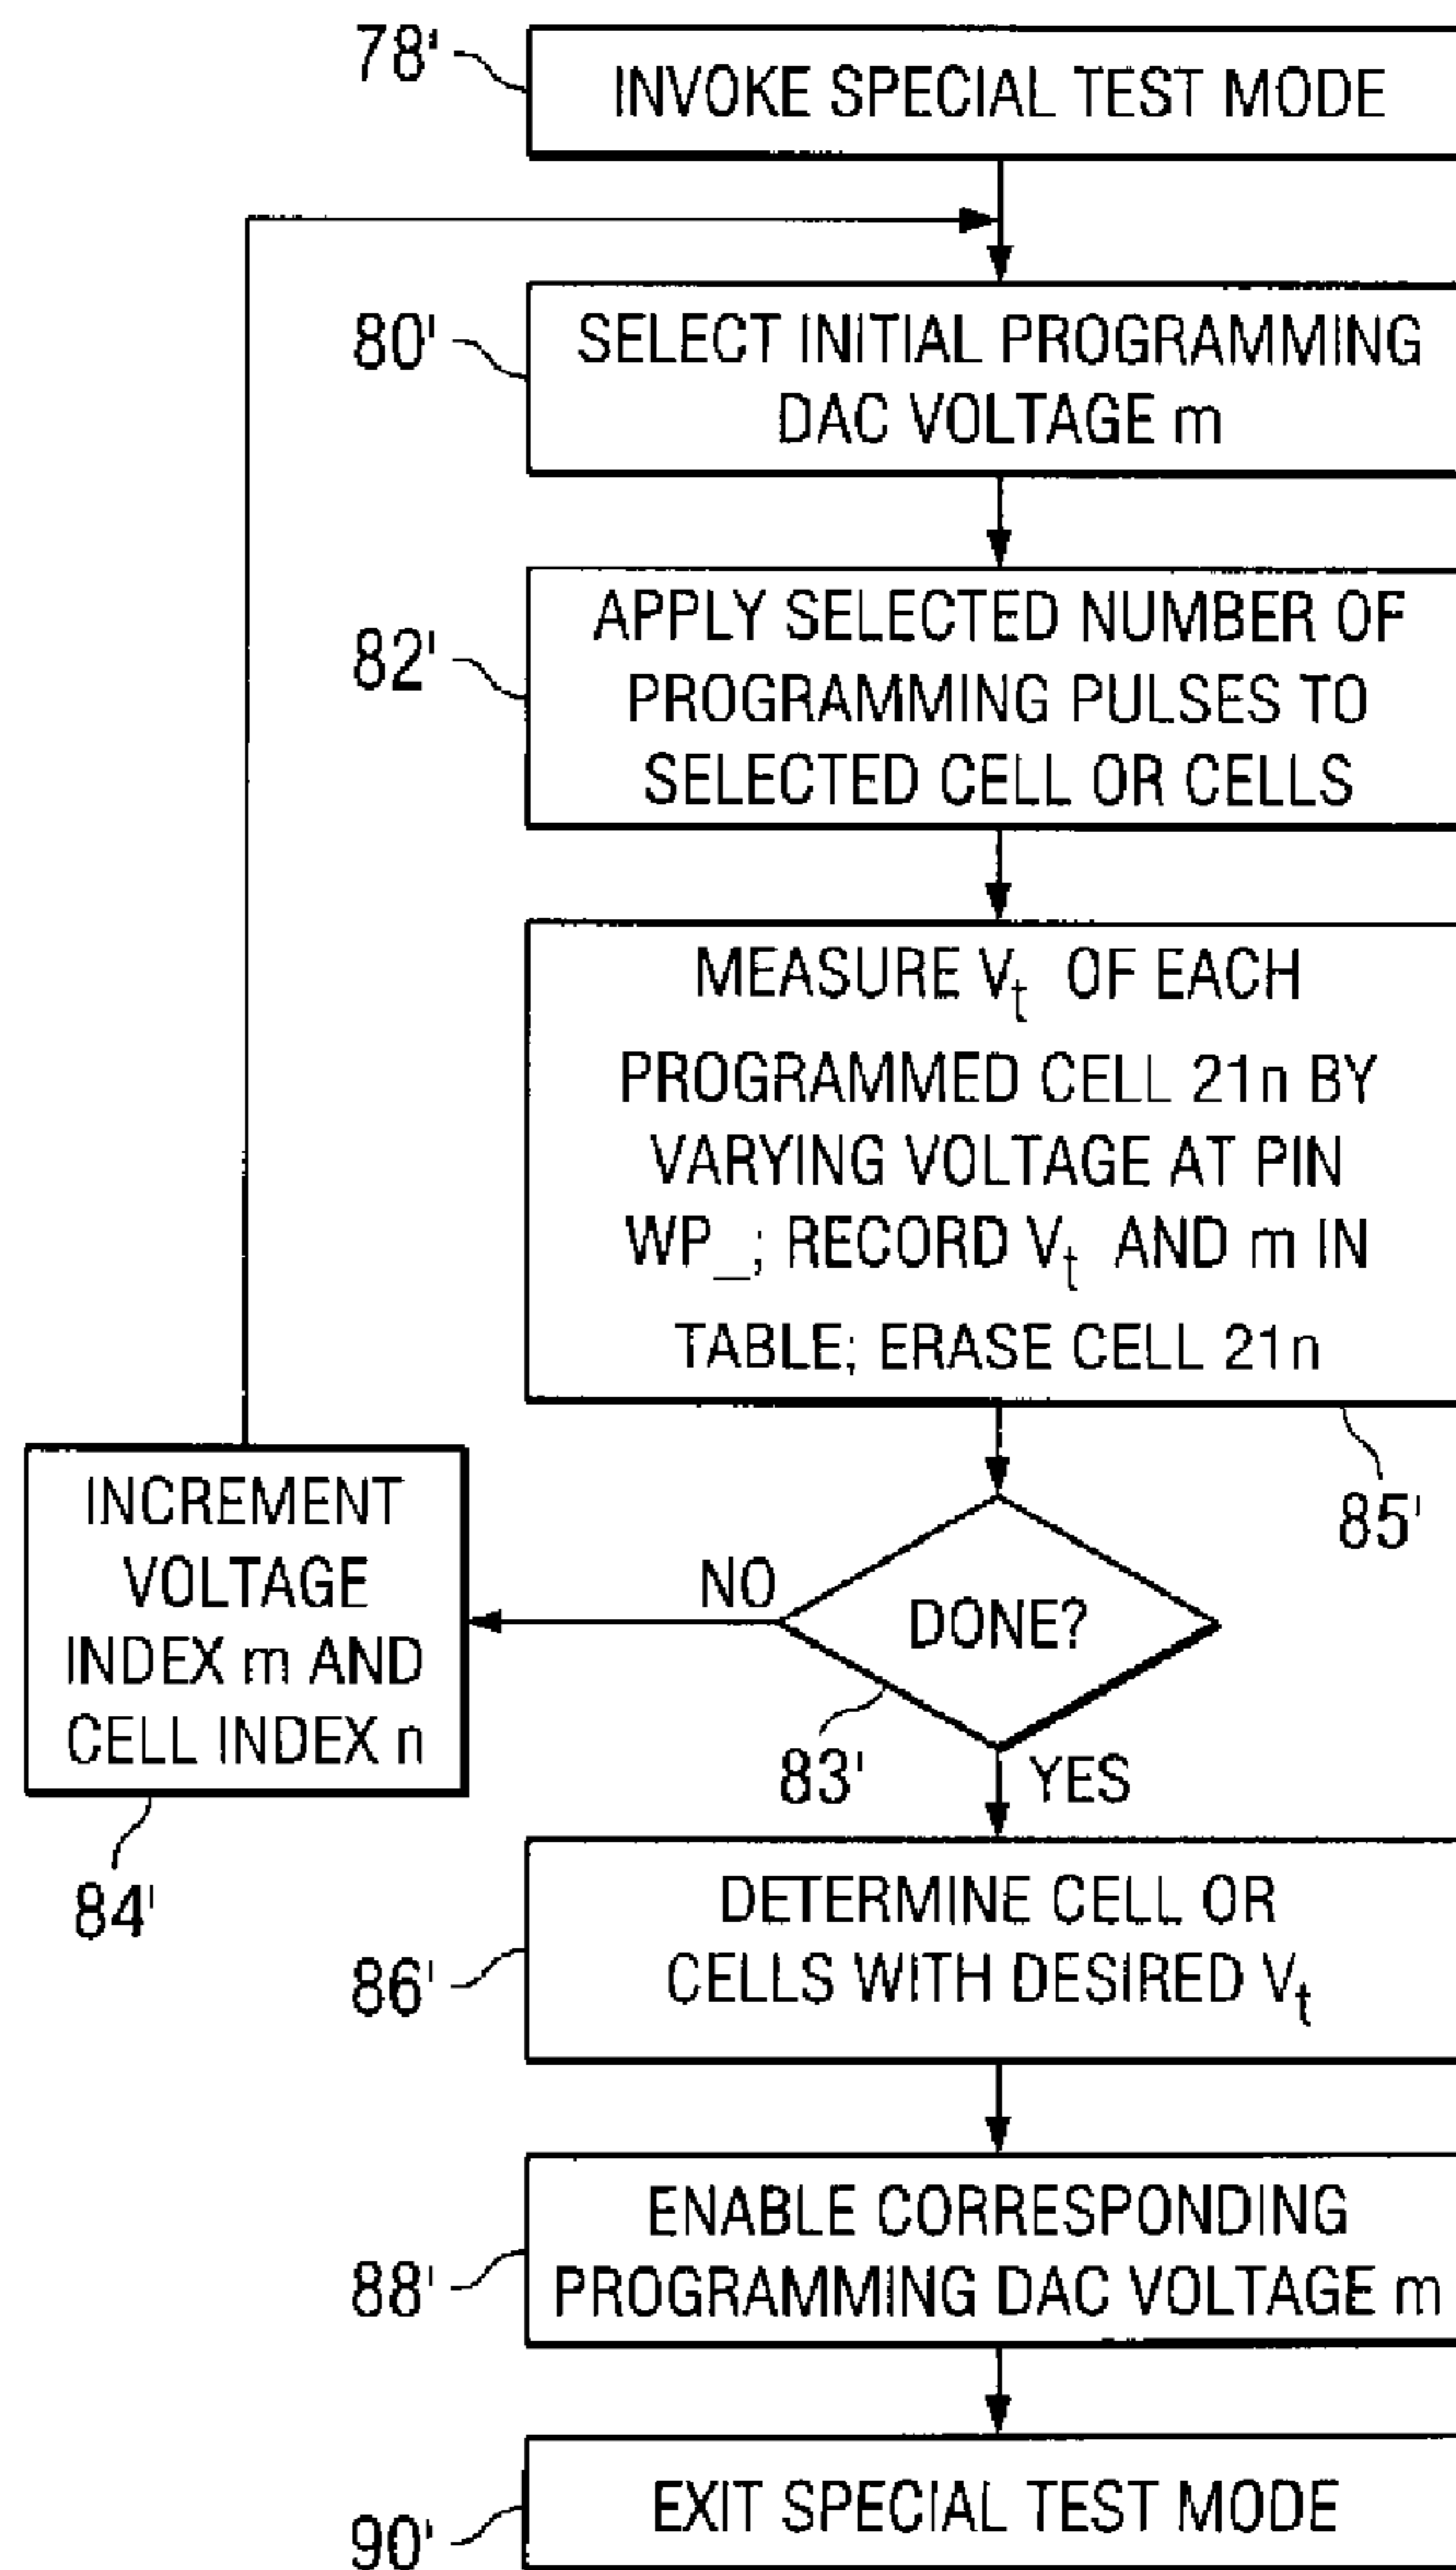 78'
INVOKE SPECIAL TEST MODE
80'
SELECT INITIAL PROGRAMMING
DAC VOLTAGE m
82'
APPLY SELECTED NUMBER OF
PROGRAMMING PULSES TO
SELECTED CELL OR CELLS
MEASURE Vt OF EACH
PROGRAMMED CELL 21n BY
VARYING VOLTAGE AT PIN
WP_; RECORD Vt AND m IN
TABLE; ERASE CELL 21n
85'
INCREMENT
VOLTAGE
INDEX m AND
CELL INDEX n
84'
NO
DONE?
83'
YES
86'
DETERMINE CELL OR
CELLS WITH DESIRED Vt
88'
ENABLE CORRESPONDING
PROGRAMMING DAC VOLTAGE m
90'
EXIT SPECIAL TEST MODE